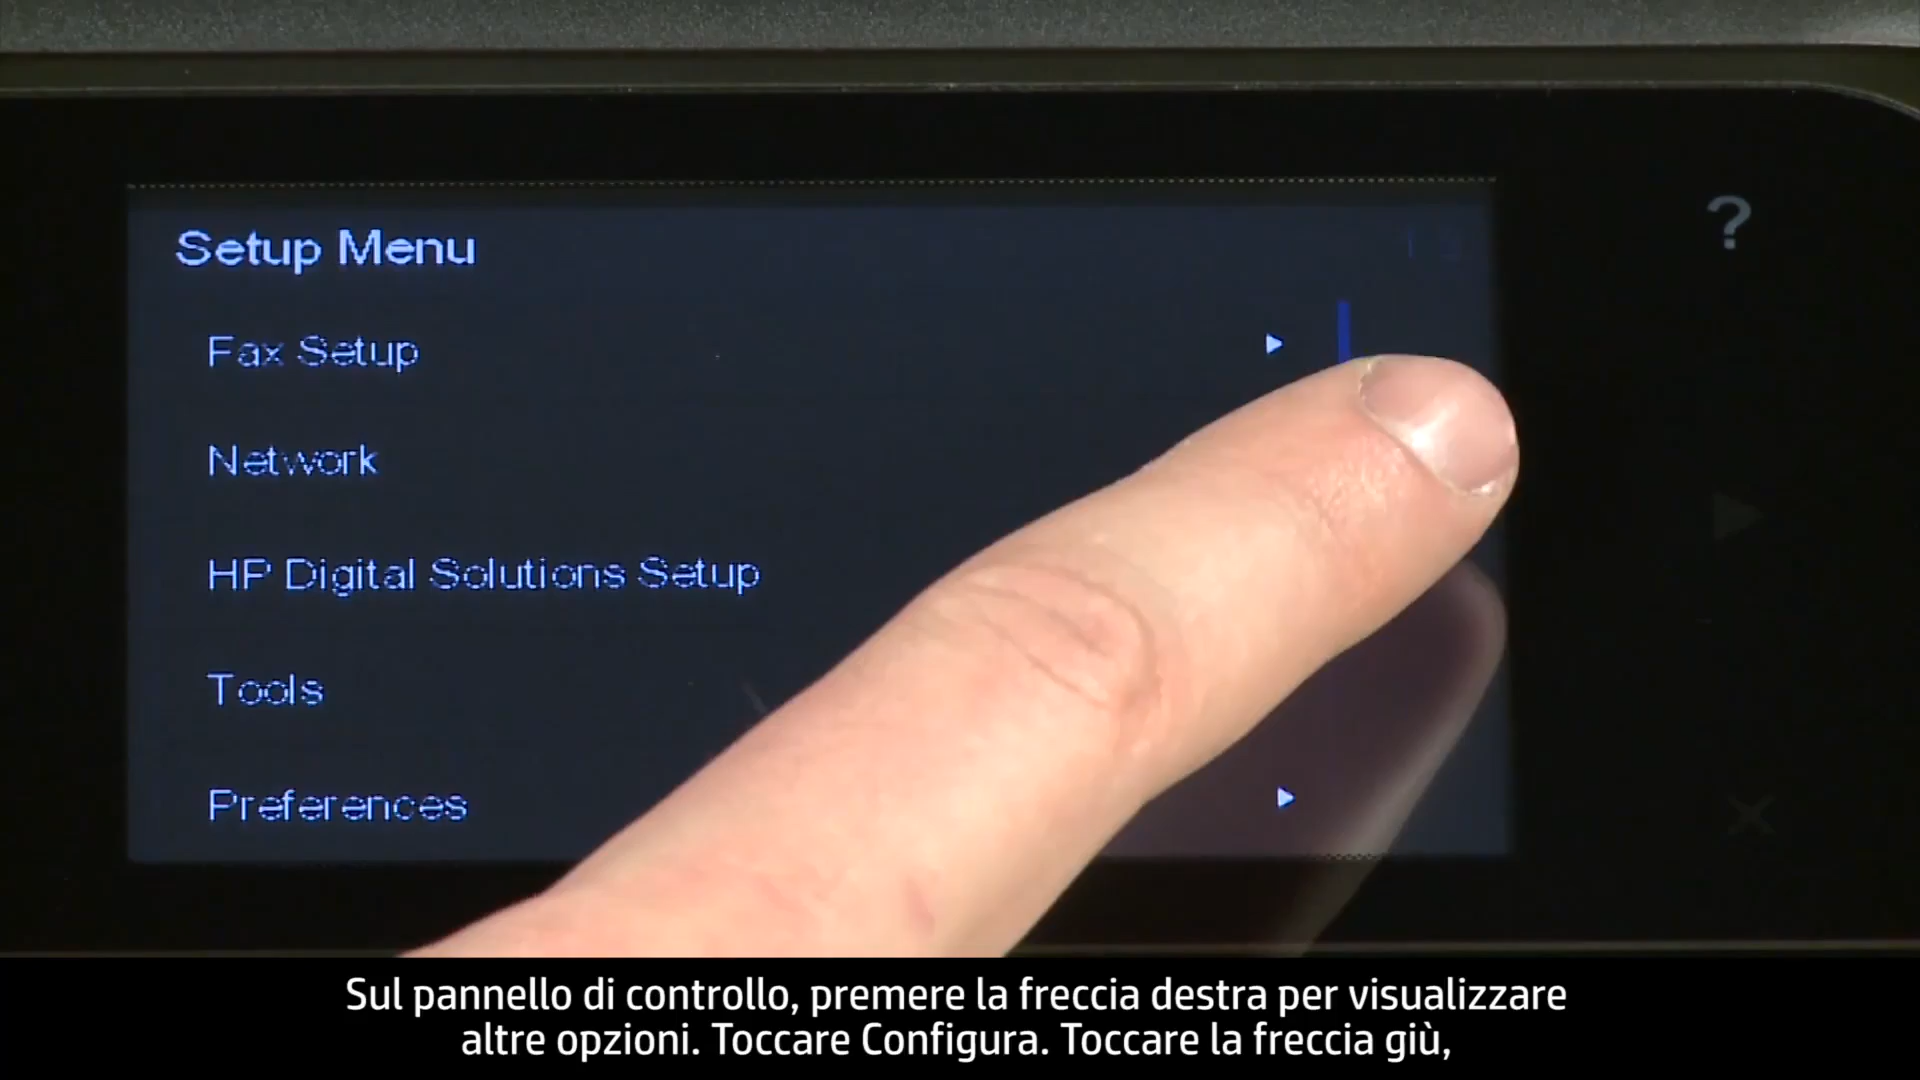 Setup Menu
?
Fax Setup
Network
HP Digital Solutions Setup
Tools
Preferences
Sul pannello di controllo, premere la freccia destra per visualizzare
altre opzioni. Toccare Configura. Toccare la freccia giù,